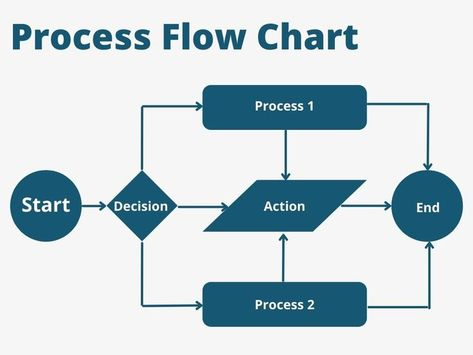 Process Flow Chart
Process 1
Start
Decision
Action
End
Process 2